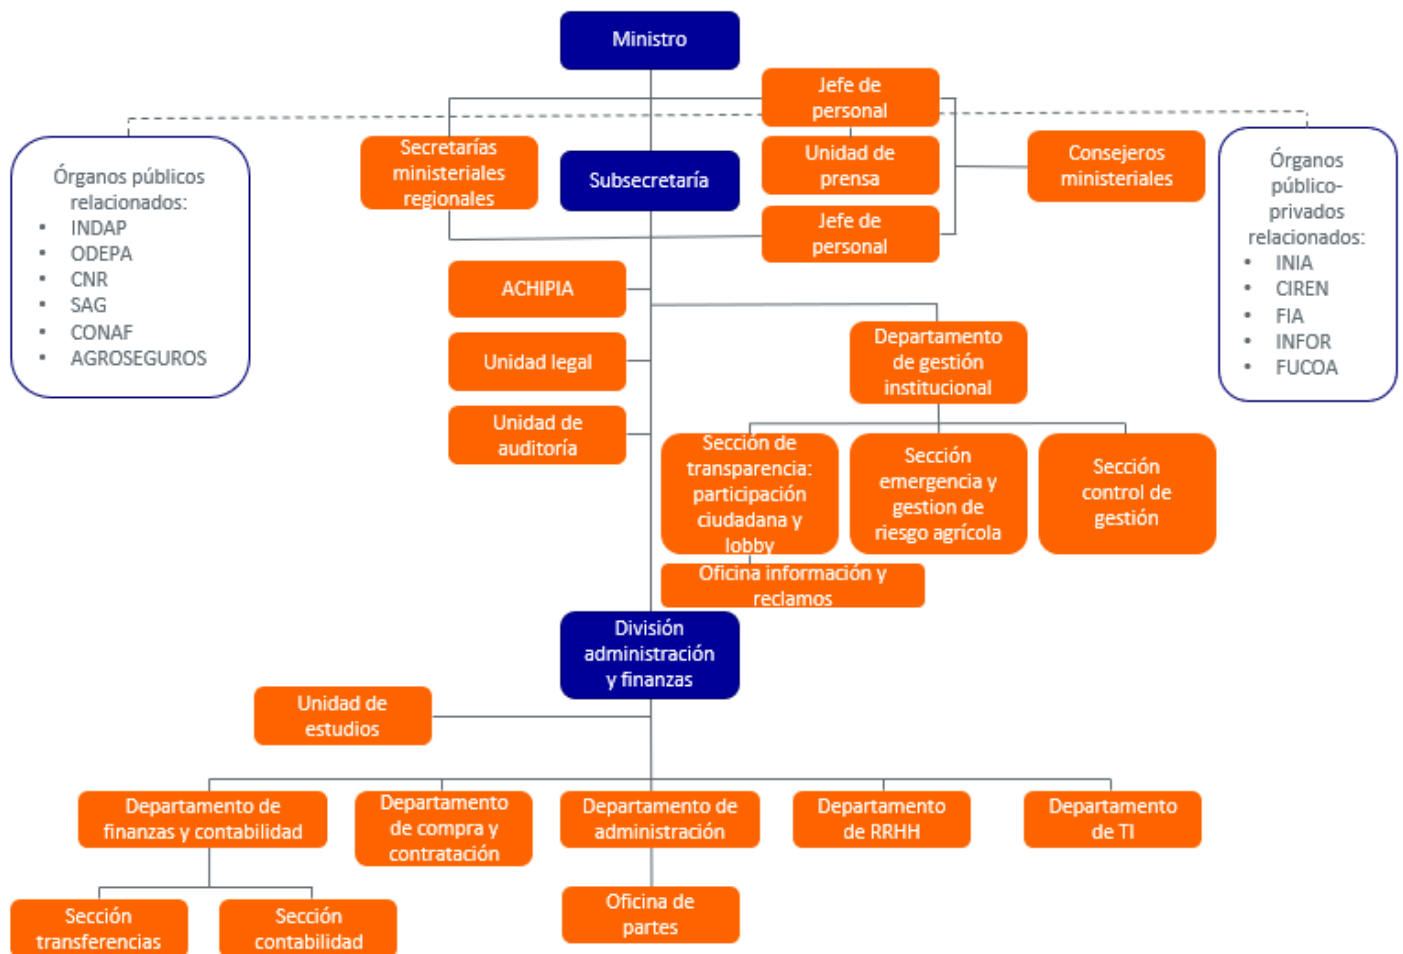 Ministro
Jefe de
personal
Secretarías
ministeriales
regionales
Subsecretaría
Unidad de
prensa
Consejeros
ministeriales
Jefe de
personal
Órganos públicos
relacionados:
• INDAP
• ODEPA
• CNR
• SAG
• CONAF
• AGROSEGUROS
Órganos
público-
privados
relacionados:
• INIA
• CIREN
• FIA
• INFOR
• FUCOA
ACHIPIA
Unidad legal
Unidad de
auditoría
Departamento
de gestión
institucional
Sección de
transparencia:
participación
ciudadana y
lobby
Sección
emergencia y
gestion de
riesgo agrícola
Sección
control de
gestión
Oficina información y
reclamos
División
administración
y finanzas
Unidad de
estudios
Departamento de
finanzas y contabilidad
Departamento
de compra y
contratación
Departamento de
administración
Departamento
de RRHH
Departamento
de TI
Sección
transferencias
Sección
contabilidad
Oficina de
partes